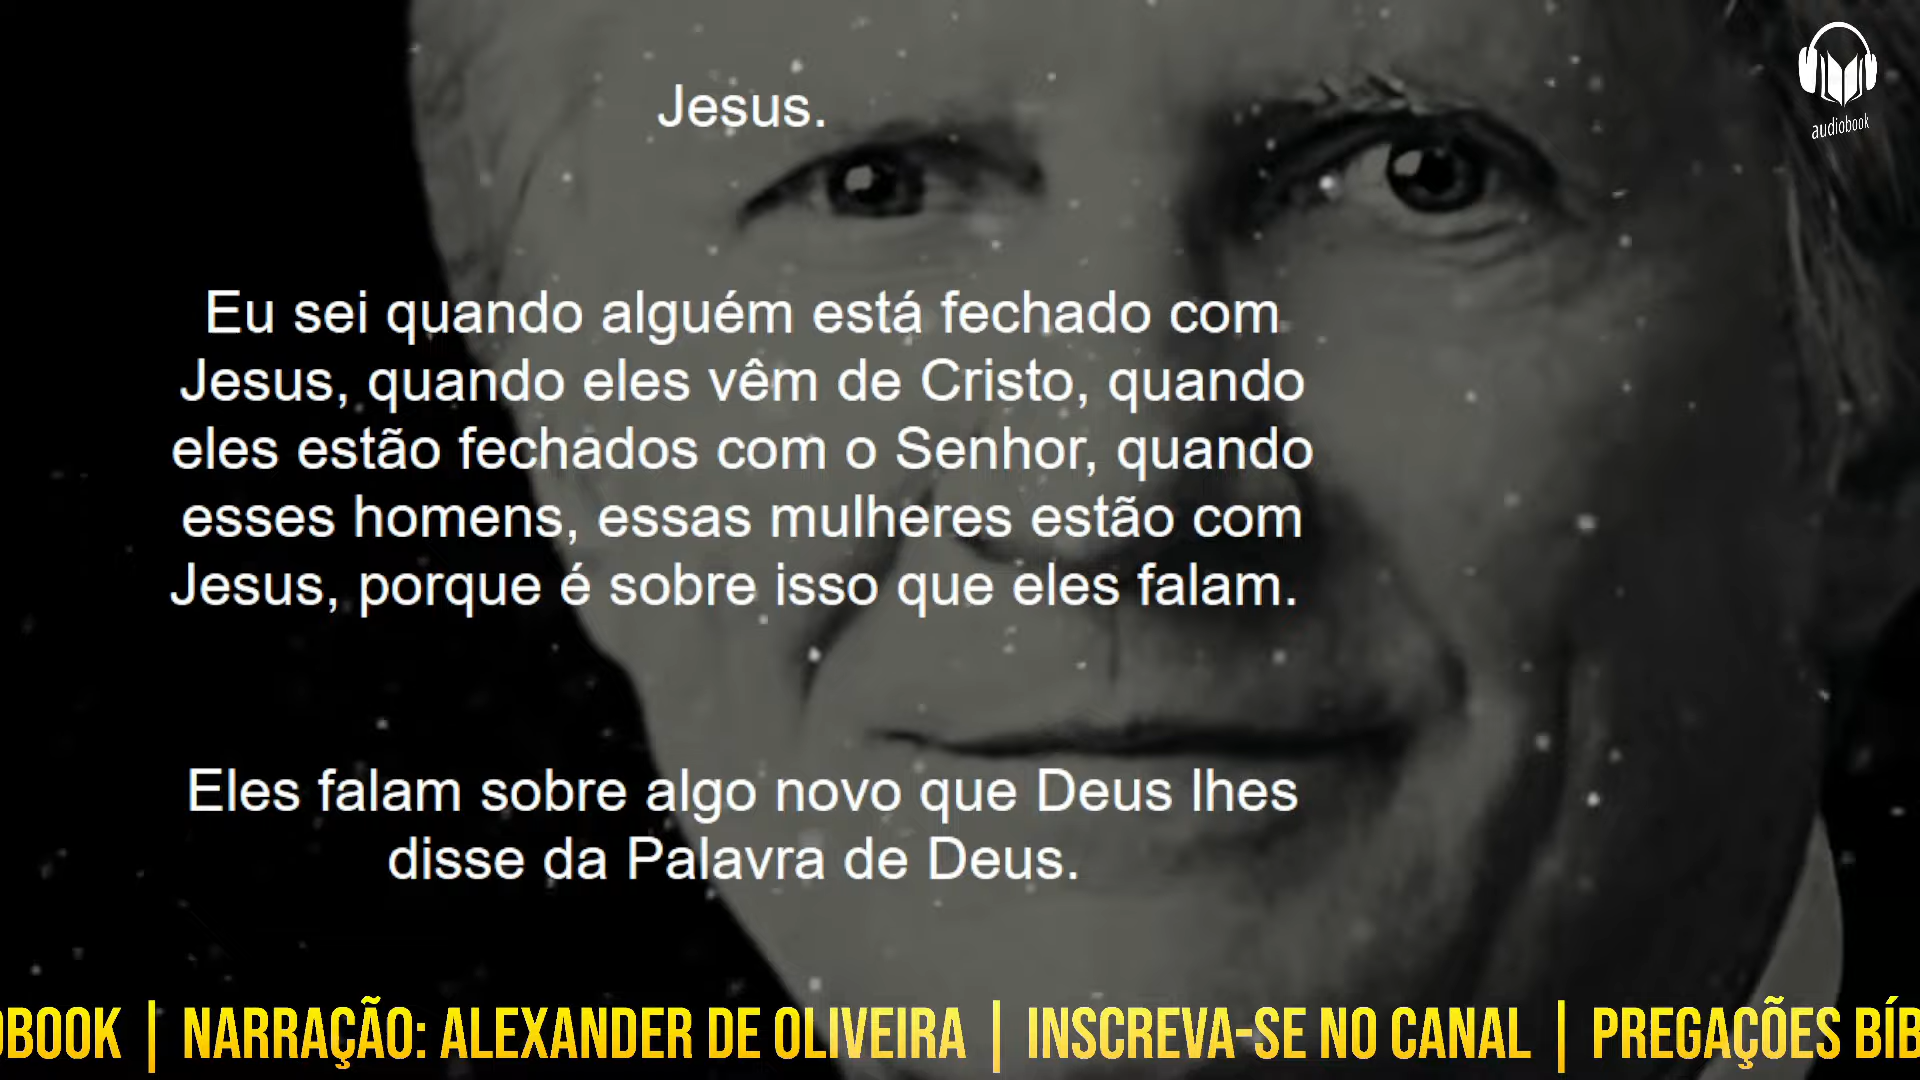 Jesus.
audiobook
Eu sei quando alguém está fechado com
Jesus, quando eles vêm de Cristo, quando
eles estão fechados com o Senhor, quando
esses homens, essas mulheres estão com
Jesus, porque é sobre isso que eles falam.
Eles falam sobre algo novo que Deus lhes
disse da Palavra de Deus.
OBOOK | NARRAÇÃO: ALEXANDER DE OLIVEIRA | INSCREVA-SE NO CANAL | PREGAÇÕES BÍB